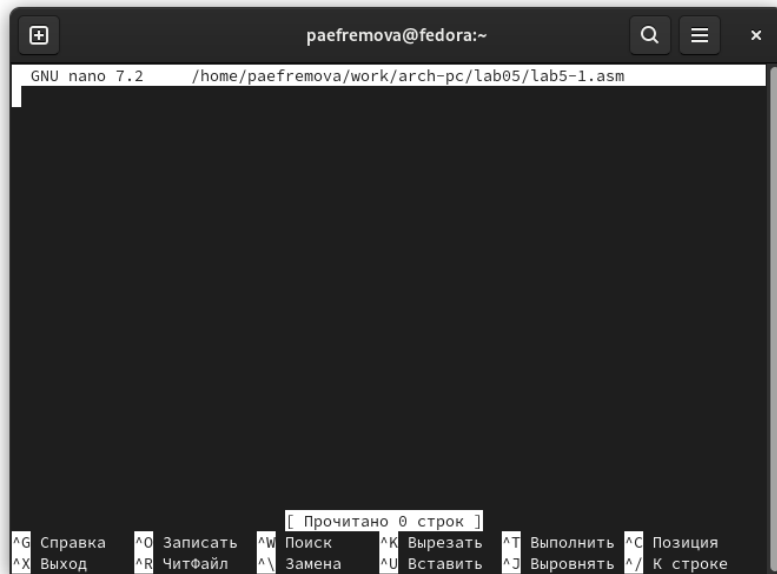 paefremova@fedora:~
GNU nano 7.2 /home/paefremova/work/arch-pc/lab05/lab5-1.asm
[ Прочитано 0 строк ]
^G Справка ^O Записать ^W Поиск ^K Вырезать ^T Выполнить ^C Позиция
^X Выход ^R ЧитФайл ^\ Замена ^U Вставить ^J Выровнять ^/ К строке